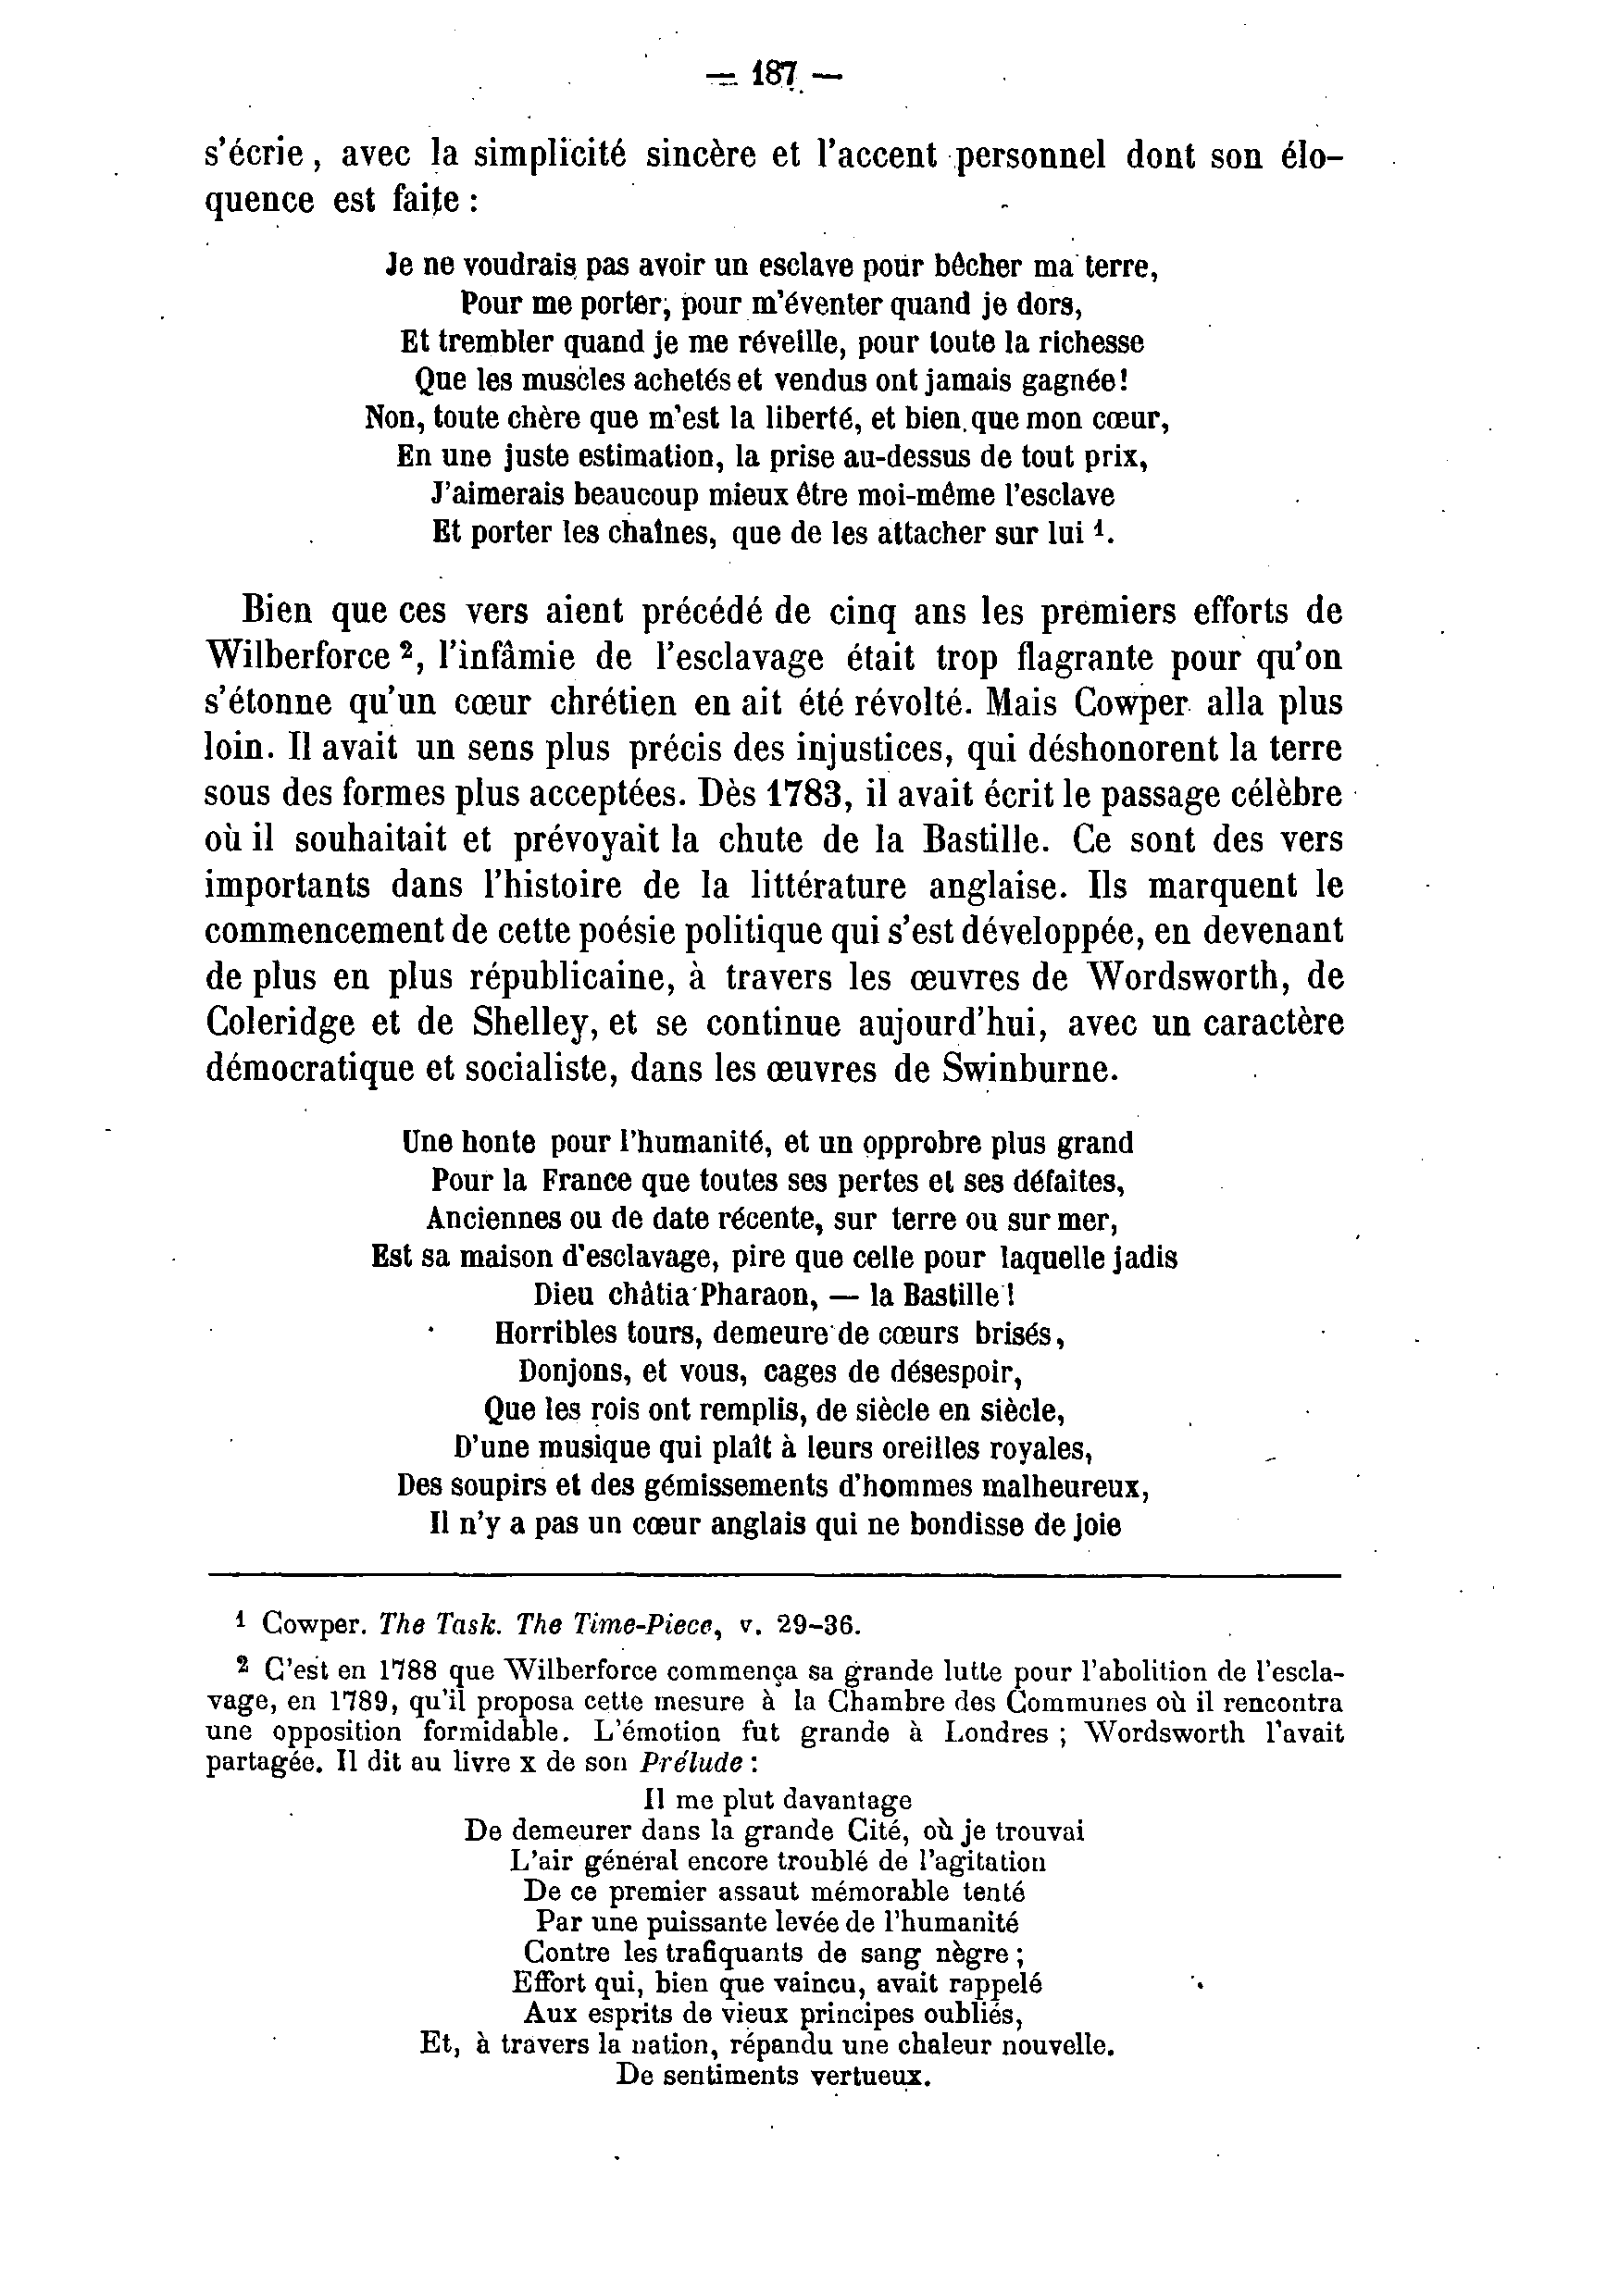 — 187 —
s'écrie, avec la simplicité sincère et l'accent personnel dont son élo-
quence est faite :
Je ne voudrais pas avoir un esclave pour bêcher ma terre,
Pour me porter, pour m'éventer quand je dors,
Et trembler quand je me réveille, pour toute la richesse
Que les muscles achetés et vendus ont jamais gagnée!
Non, toute chère que m'est la liberté, et bien que mon cœur,
En une juste estimation, la prise au-dessus de tout prix,
J'aimerais beaucoup mieux être moi-même l'esclave
Et porter les chaînes, que de les attacher sur lui ¹.
Bien que ces vers aient précédé de cinq ans les premiers efforts de
Wilberforce ², l'infâmie de l'esclavage était trop flagrante pour qu'on
s'étonne qu'un cœur chrétien en ait été révolté. Mais Cowper alla plus
loin. Il avait un sens plus précis des injustices, qui déshonorent la terre
sous des formes plus acceptées. Dès 1783, il avait écrit le passage célèbre
où il souhaitait et prévoyait la chute de la Bastille. Ce sont des vers
importants dans l'histoire de la littérature anglaise. Ils marquent le
commencement de cette poésie politique qui s'est développée, en devenant
de plus en plus républicaine, à travers les œuvres de Wordsworth, de
Coleridge et de Shelley, et se continue aujourd'hui, avec un caractère
démocratique et socialiste, dans les œuvres de Swinburne.
Une honte pour l'humanité, et un opprobre plus grand
Pour la France que toutes ses pertes et ses défaites,
Anciennes ou de date récente, sur terre ou sur mer,
Est sa maison d'esclavage, pire que celle pour laquelle jadis
Dieu châtia Pharaon, — la Bastille!
Horribles tours, demeure de cœurs brisés,
Donjons, et vous, cages de désespoir,
Que les rois ont remplis, de siècle en siècle,
D'une musique qui plaît à leurs oreilles royales,
Des soupirs et des gémissements d'hommes malheureux,
Il n'y a pas un cœur anglais qui ne bondisse de joie
¹ Cowper. The Task. The Time-Piece, v. 29-36.
² C'est en 1788 que Wilberforce commença sa grande lutte pour l'abolition de l'escla-
vage, en 1789, qu'il proposa cette mesure à la Chambre des Communes où il rencontra
une opposition formidable. L'émotion fut grande à Londres ; Wordsworth l'avait
partagée. Il dit au livre x de son Prélude :
Il me plut davantage
De demeurer dans la grande Cité, où je trouvai
L'air général encore troublé de l'agitation
De ce premier assaut mémorable tenté
Par une puissante levée de l'humanité
Contre les trafiquants de sang nègre ;
Effort qui, bien que vaincu, avait rappelé
Aux esprits de vieux principes oubliés,
Et, à travers la nation, répandu une chaleur nouvelle.
De sentiments vertueux.